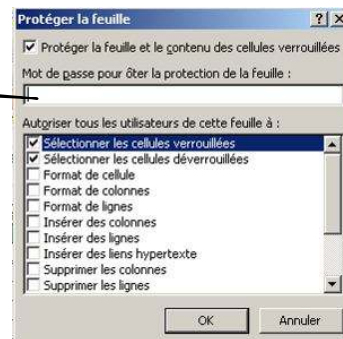 Protéger la feuille
Protéger la feuille et le contenu des cellules verrouillées
Mot de passe pour ôter la protection de la feuille :
Autoriser tous les utilisateurs de cette feuille à :
Sélectionner les cellules verrouillées
Sélectionner les cellules déverrouillées
Format de cellule
Format de colonnes
Format de lignes
Insérer des colonnes
Insérer des lignes
Insérer des liens hypertexte
Supprimer les colonnes
Supprimer les lignes
OK
Annuler